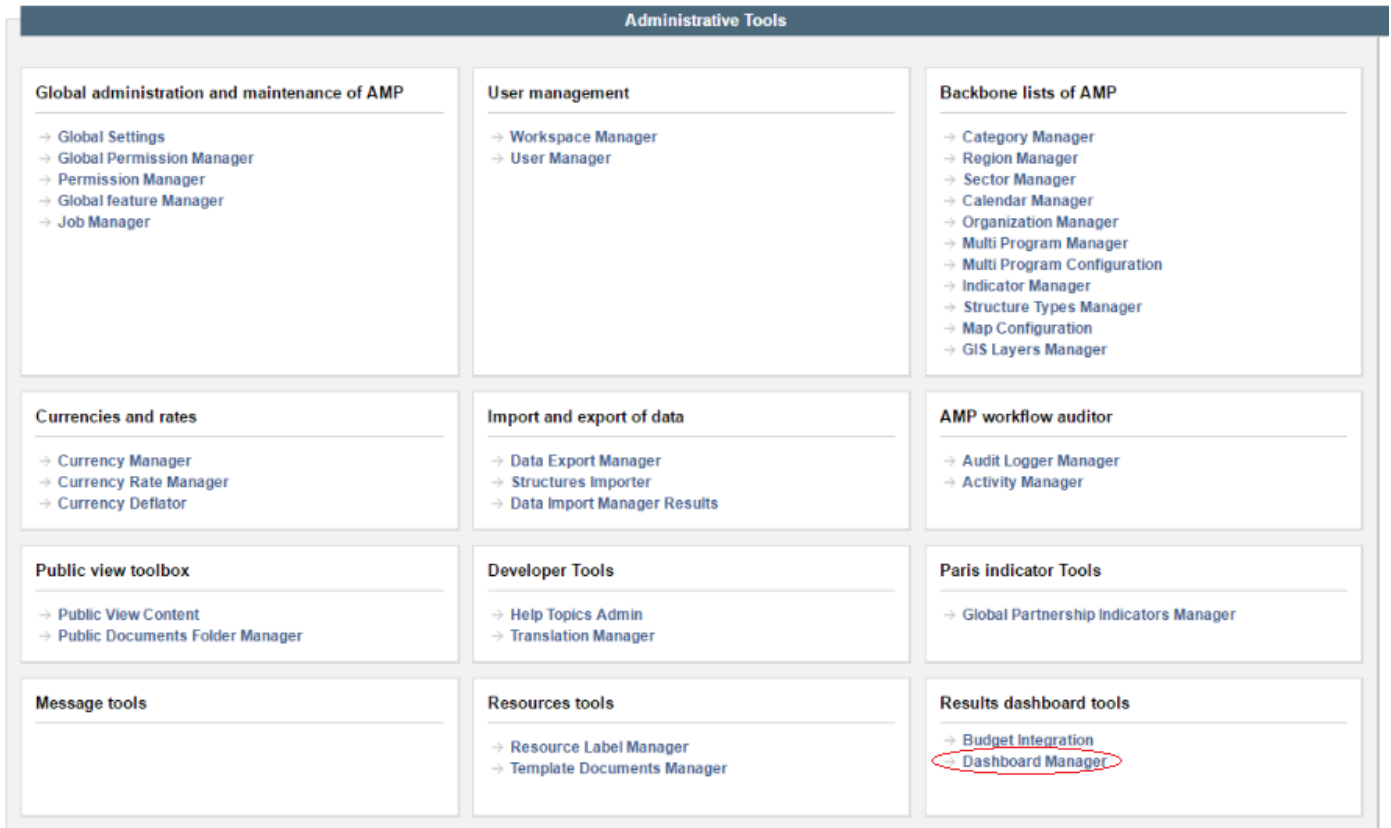 Administrative Tools
Global administration and maintenance of AMP
→ Global Settings
→ Global Permission Manager
→ Permission Manager
→ Global feature Manager
→ Job Manager
User management
→ Workspace Manager
→ User Manager
Backbone lists of AMP
→ Category Manager
→ Region Manager
→ Sector Manager
→ Calendar Manager
→ Organization Manager
→ Multi Program Manager
→ Multi Program Configuration
→ Indicator Manager
→ Structure Types Manager
→ Map Configuration
→ GIS Layers Manager
Currencies and rates
→ Currency Manager
→ Currency Rate Manager
→ Currency Deflator
Import and export of data
→ Data Export Manager
→ Structures Importer
→ Data Import Manager Results
AMP workflow auditor
→ Audit Logger Manager
→ Activity Manager
Public view toolbox
→ Public View Content
→ Public Documents Folder Manager
Developer Tools
→ Help Topics Admin
→ Translation Manager
Paris indicator Tools
→ Global Partnership Indicators Manager
Message tools
Resources tools
→ Resource Label Manager
→ Template Documents Manager
Results dashboard tools
→ Budget Integration
→ Dashboard Manager